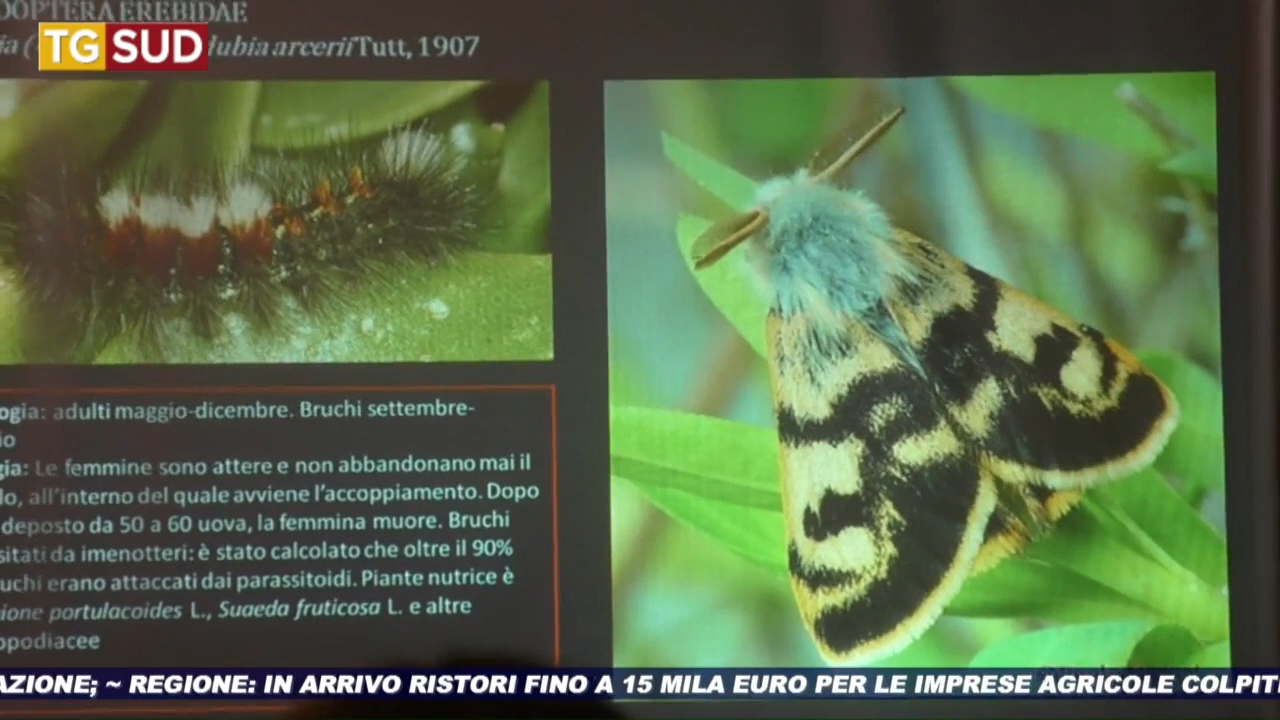 DOPTERA EREBIDAE
TG SUD
ia (
dubia arcerii Tutt, 1907
ogia: adulti maggio-dicembre. Bruchi settembre-
io
gia: Le femmine sono attere e non abbandonano mai il
lo, all'interno del quale avviene l'accoppiamento. Dopo
deposto da 50 a 60 uova, la femmina muore. Bruchi
sitati da imenotteri: è stato calcolato che oltre il 90%
uchi erano attaccati dai parassitoidi. Piante nutrice è
ione portulacoides L., Suaeda fruticosa L. e altre
opodiacee
AZIONE; ~ REGIONE: IN ARRIVO RISTORI FINO A 15 MILA EURO PER LE IMPRESE AGRICOLE COLPIT